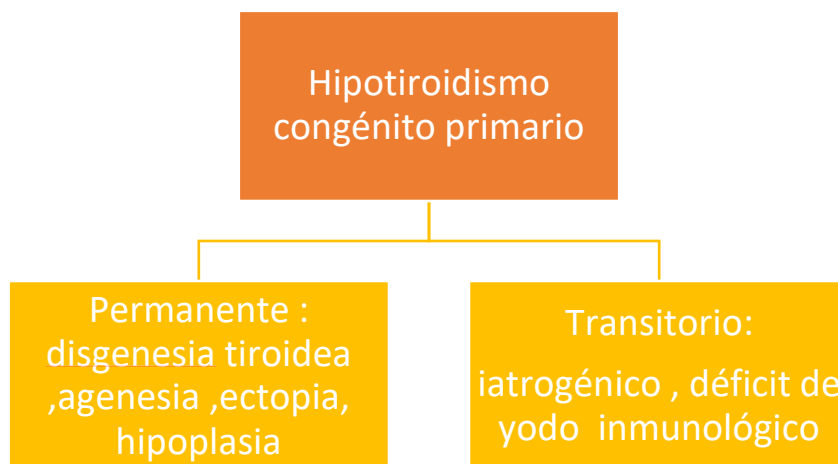 Hipotiroidismo
congénito primario
Permanente :
disgenesia tiroidea
,agenesia ,ectopia,
hipoplasia
Transitorio:
iatrogénico , déficit de
yodo  inmunológico